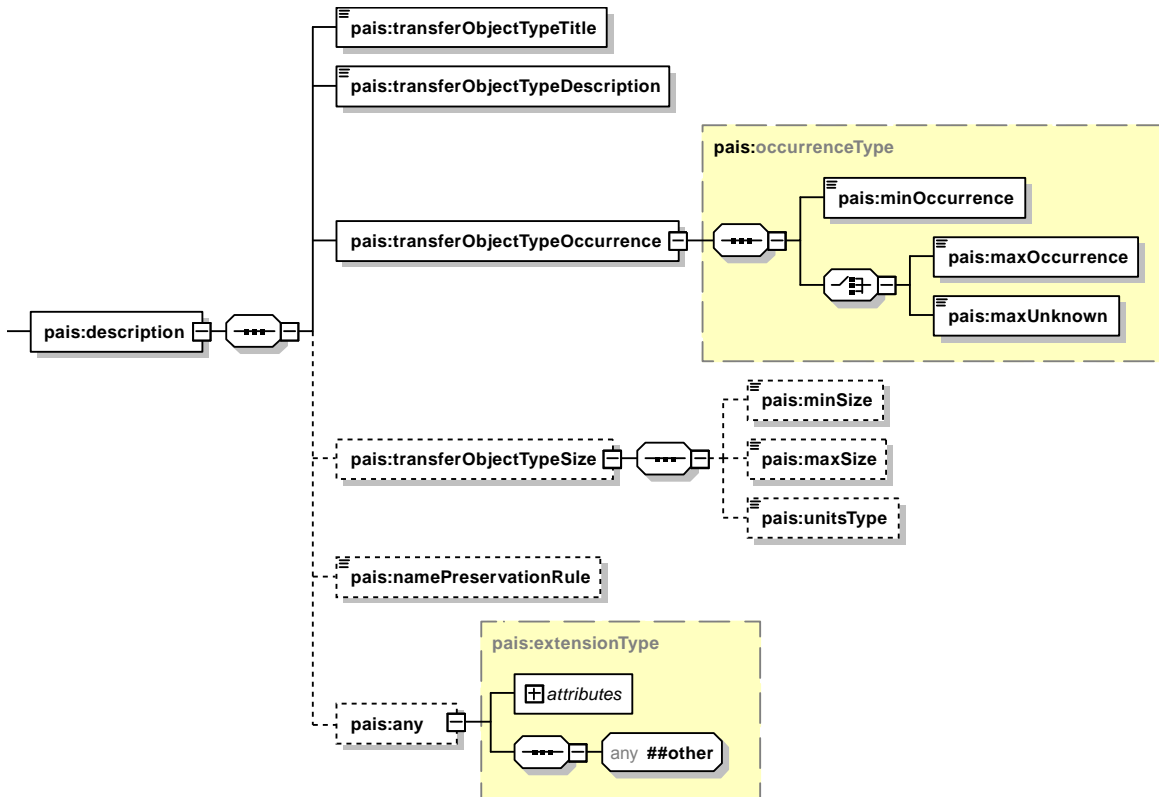 pais:transferObjectTypeTitle
pais:transferObjectTypeDescription
pais:occurrenceType
pais:minOccurrence
pais:transferObjectTypeOccurrence
pais:maxOccurrence
pais:maxUnknown
pais:description
pais:minSize
pais:transferObjectTypeSize
pais:maxSize
pais:unitsType
pais:namePreservationRule
pais:extensionType
attributes
pais:any
any ##other